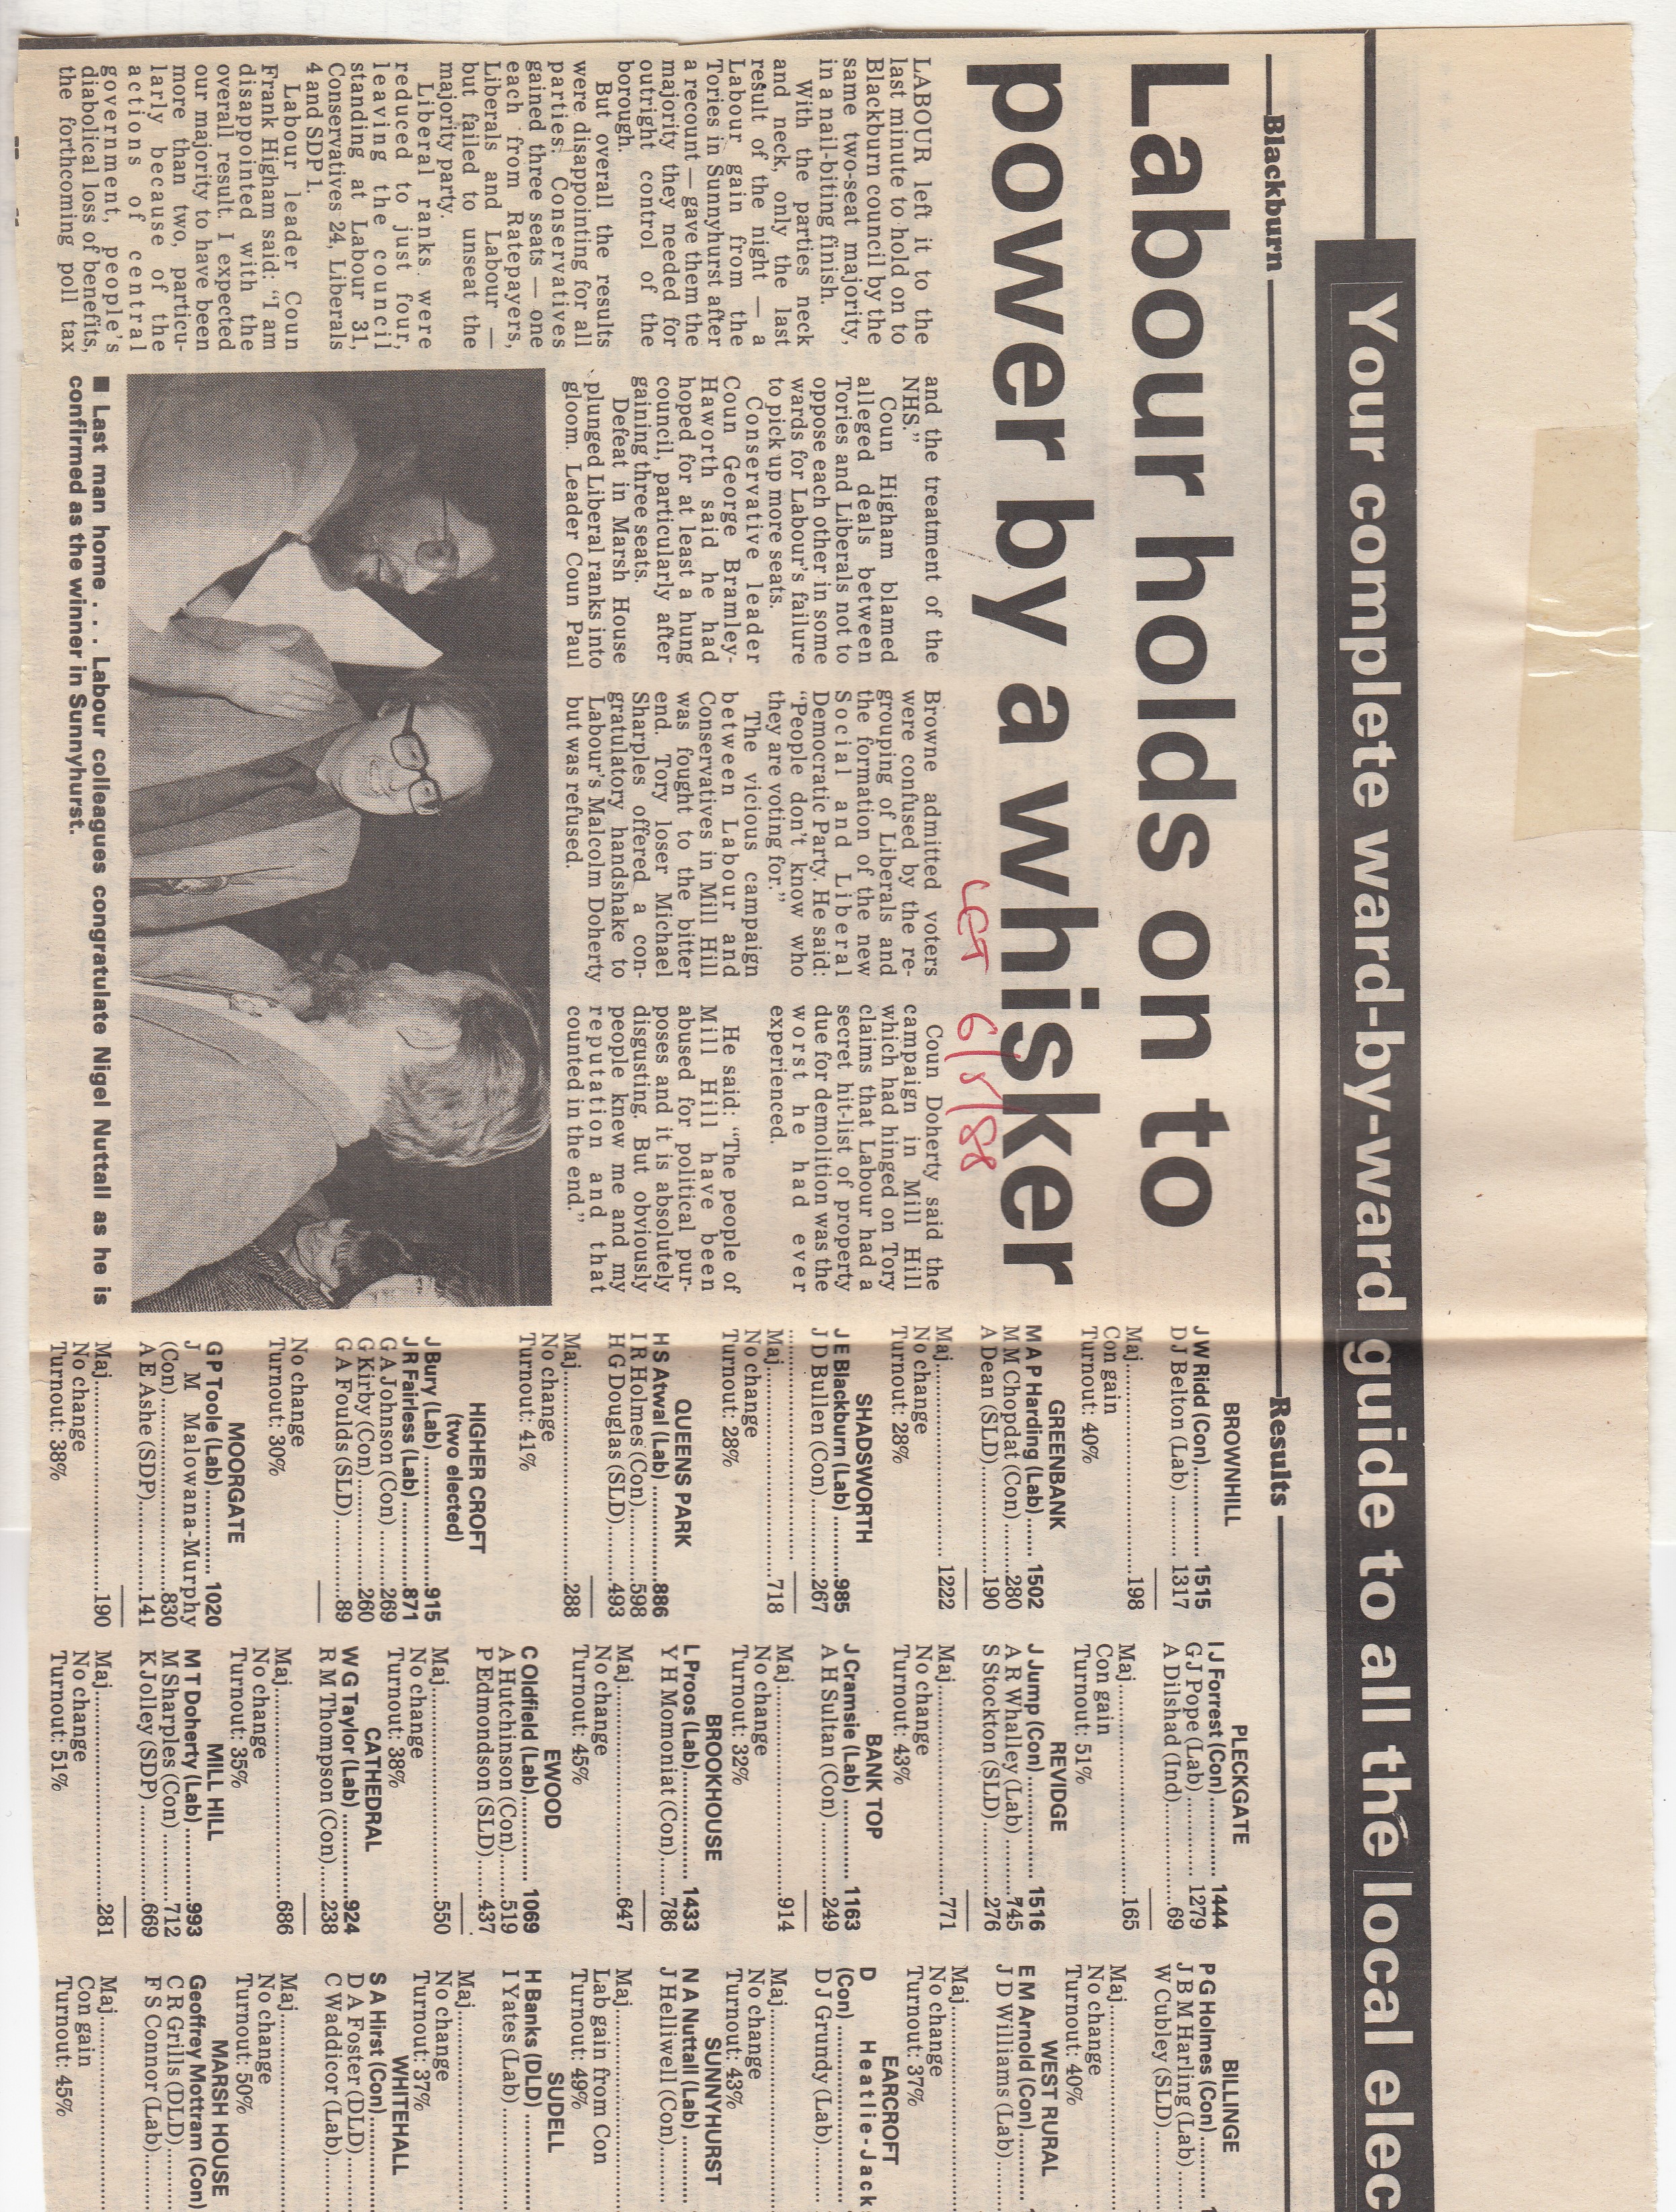 Your complete ward-by-ward guide to all the local elec
Blackburn
Labour holds on to
power by a whisker
LET 6/5/88
LABOUR left it to the
last minute to hold on to
Blackburn council by the
same two-seat majority,
in a nail-biting finish.
With the parties neck
and neck, only the last
result of the night — a
Labour gain from the
Tories in Sunnyhurst after
a recount — gave them the
majority they needed for
outright control of the
borough.
But overall the results
were disappointing for all
parties. Conservatives
gained three seats — one
each from Ratepayers,
Liberals and Labour —
but failed to unseat the
majority party.
Liberal ranks were
reduced to just four,
leaving the council
standing at Labour 31,
Conservatives 24, Liberals
4 and SDP 1.
Labour leader Coun
Frank Higham said: “I am
disappointed with the
overall result. I expected
our majority to have been
more than two, particu-
larly because of the
actions of central
government, people's
diabolical loss of benefits,
the forthcoming poll tax
and the treatment of the
NHS.”
Coun Higham blamed
alleged deals between
Tories and Liberals not to
oppose each other in some
wards for Labour's failure
to pick up more seats.
Conservative leader
Coun George Bramley-
Haworth said he had
hoped for at least a hung
council, particularly after
gaining three seats.
Defeat in Marsh House
plunged Liberal ranks into
gloom. Leader Coun Paul
Browne admitted voters
were confused by the re-
grouping of Liberals and
the formation of the new
Social and Liberal
Democratic Party. He said:
“People don't know who
they are voting for.”
The vicious campaign
between Labour and
Conservatives in Mill Hill
was fought to the bitter
end. Tory loser Michael
Sharples offered a con-
gratulatory handshake to
Labour's Malcolm Doherty
but was refused.
Coun Doherty said the
campaign in Mill Hill
which had hinged on Tory
claims that Labour had a
secret hit-list of property
due for demolition was the
worst he had ever
experienced.
He said: “The people of
Mill Hill have been
abused for political pur-
poses and it is absolutely
disgusting. But obviously
people knew me and my
reputation and that
counted in the end.”
■ Last man home . . . Labour colleagues congratulate Nigel Nuttall as he is
confirmed as the winner in Sunnyhurst.
Results
BROWNHILL
J W Ridd (Con)........... 1515
D J Belton (Lab) .......... 1317
Maj.............................198
Con gain
Turnout: 40%
GREENBANK
M A P Harding (Lab)...... 1502
M M Chopdat (Con) .......280
A Dean (SLD)................190
Maj............................1222
No change
Turnout: 28%
SHADSWORTH
J E Blackburn (Lab) .......985
J D Bullen (Con)............267
Maj.............................718
No change
Turnout: 28%
QUEENS PARK
H S Atwal (Lab) ............886
I R Holmes (Con)...........598
H G Douglas (SLD).........493
Maj.............................288
No change
Turnout: 41%
HIGHER CROFT
(two elected)
J Bury (Lab) .................915
J R Fairless (Lab) ..........871
G A Johnson (Con) ........269
G Kirby (Con)...............260
G A Foulds (SLD)............89
No change
Turnout: 30%
MOORGATE
G P Toole (Lab)............ 1020
J M Malowana-Murphy
(Con) .........................830
A E Ashe (SDP).............141
Maj.............................190
No change
Turnout: 38%
PLECKGATE
I J Forrest (Con) .......... 1444
G J Pope (Lab) ............ 1279
A Dilshad (Ind)...............69
Maj.............................165
Con gain
Turnout: 51%
REVIDGE
J Jump (Con) .............. 1516
A R Whalley (Lab) .........745
S Stockton (SLD) ...........276
Maj.............................771
No change
Turnout: 43%
BANK TOP
J Cramsie (Lab) ........... 1163
A H Sultan (Con) ...........249
Maj.............................914
No change
Turnout: 32%
BROOKHOUSE
L Proos (Lab).............. 1433
Y H Momoniat (Con)......786
Maj.............................647
No change
Turnout: 45%
EWOOD
C Oldfield (Lab)........... 1069
A Hutchinson (Con) .......519
P Edmondson (SLD).......437
Maj.............................550
No change
Turnout: 38%
CATHEDRAL
W G Taylor (Lab) ..........924
R M Thompson (Con).....238
Maj.............................686
No change
Turnout: 35%
MILL HILL
M T Doherty (Lab) .........993
M Sharples (Con) ..........712
K Jolley (SDP) ..............669
Maj.............................281
No change
Turnout: 51%
BILLINGE
P G Holmes (Con).......... 1
J B M Harling (Lab) .....
W Cubley (SLD).........
Maj.....................
No change
Turnout: 40%
WEST RURAL
E M Arnold (Con)........
J D Williams (Lab)......
Maj.....................
No change
Turnout: 37%
EARCROFT
D Heatlie-Jack
(Con) ....................
D J Grundy (Lab)........
Maj.....................
No change
Turnout: 43%
SUNNYHURST
N A Nuttall (Lab) ........
J Helliwell (Con).........
Maj.....................
Lab gain from Con
Turnout: 49%
SUDELL
H Banks (DLD) ...........
I Yates (Lab) .............
Maj.....................
No change
Turnout: 37%
WHITEHALL
S A Hirst (Con)............
D A Foster (DLD) ........
C Waddicor (Lab) .......
Maj.....................
No change
Turnout: 50%
MARSH HOUSE
Geoffrey Mottram (Con)
C R Grills (DLD)..........
F S Connor (Lab).........
Maj.....................
Con gain
Turnout: 45%